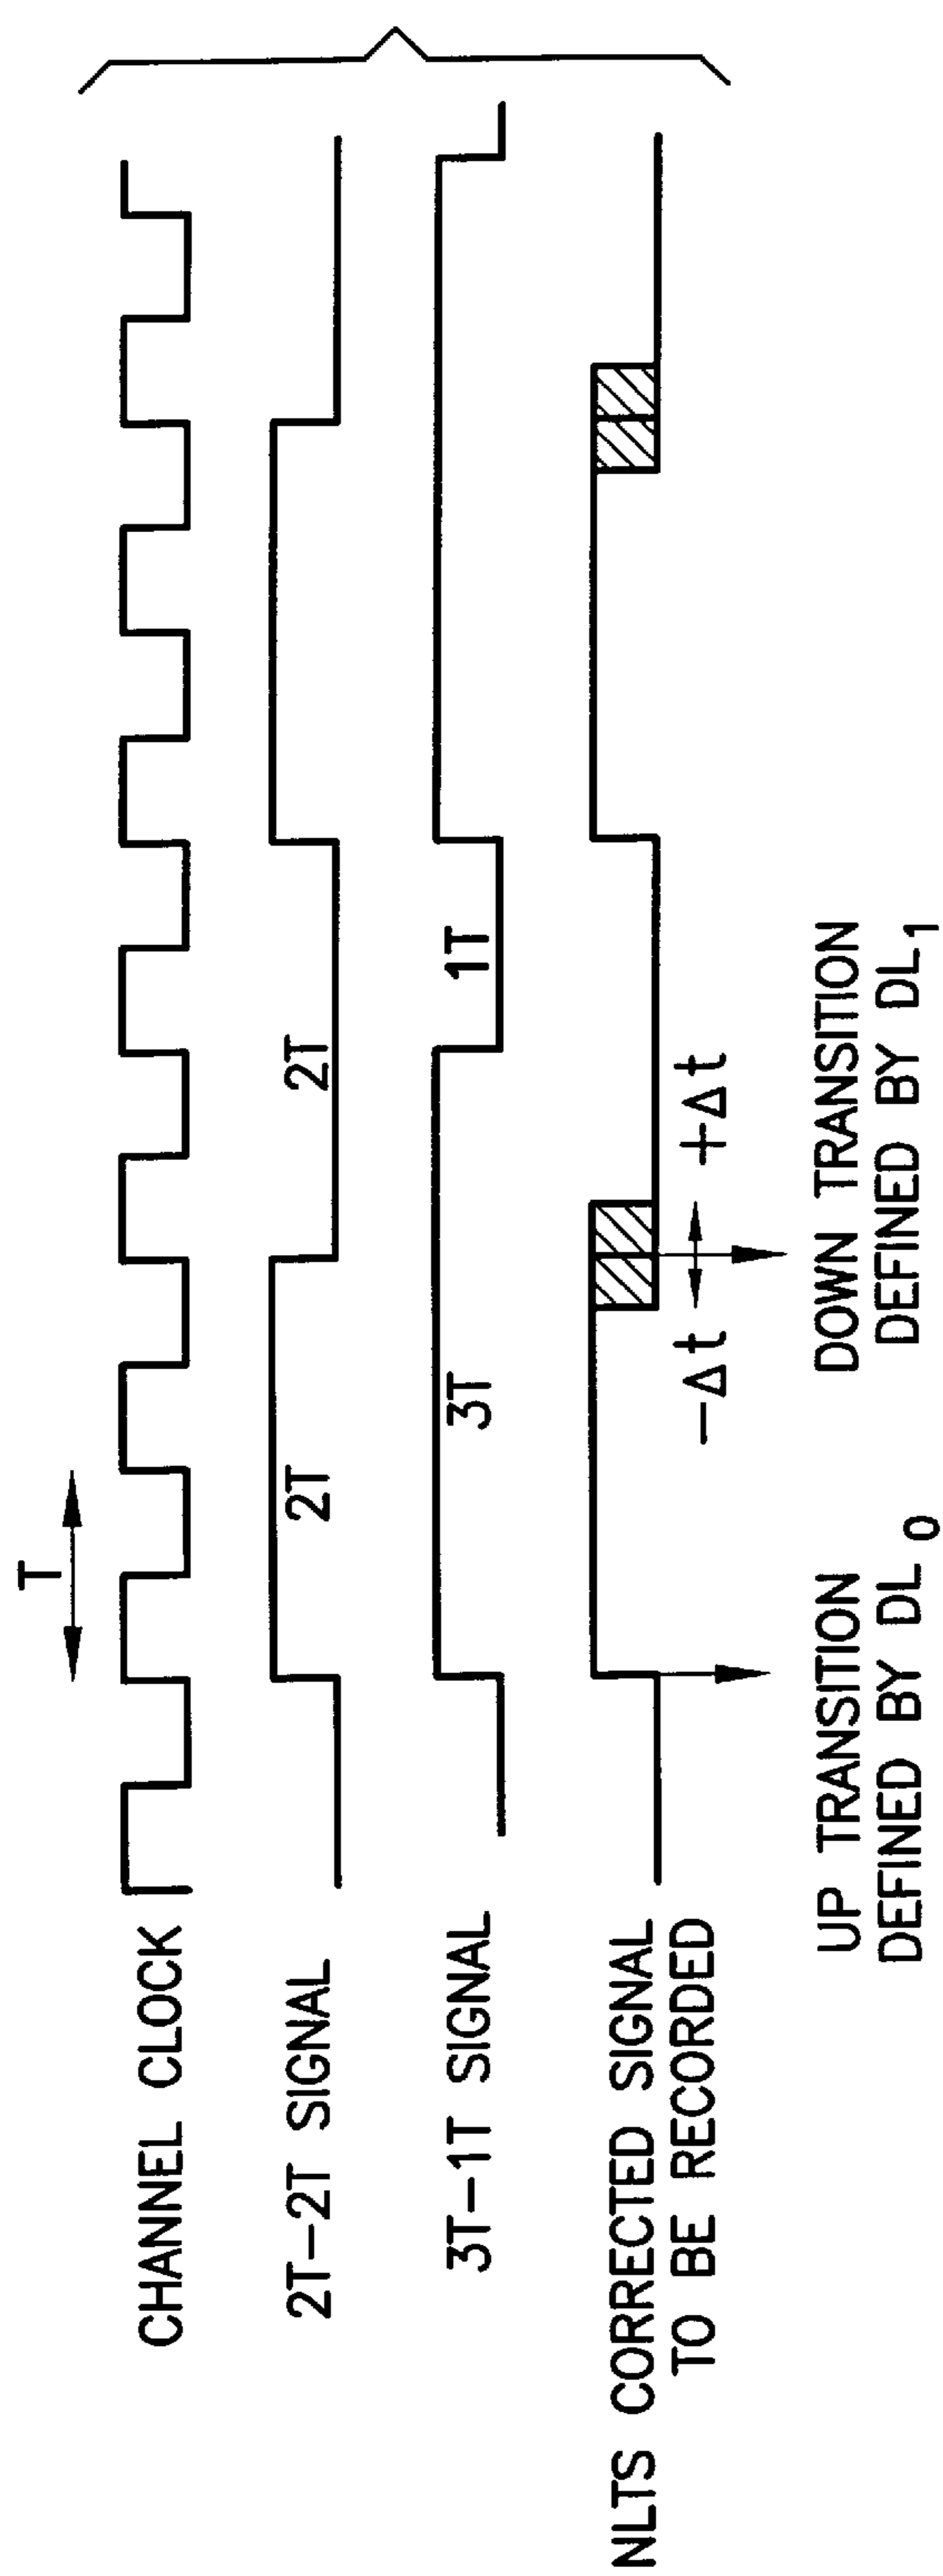 T
CHANNEL CLOCK
2T-2T SIGNAL
2T
2T
3T-1T SIGNAL
3T
1T
NLTS CORRECTED SIGNAL
TO BE RECORDED
-Δt
+Δt
UP TRANSITION
DEFINED BY DL0
DOWN TRANSITION
DEFINED BY DL1